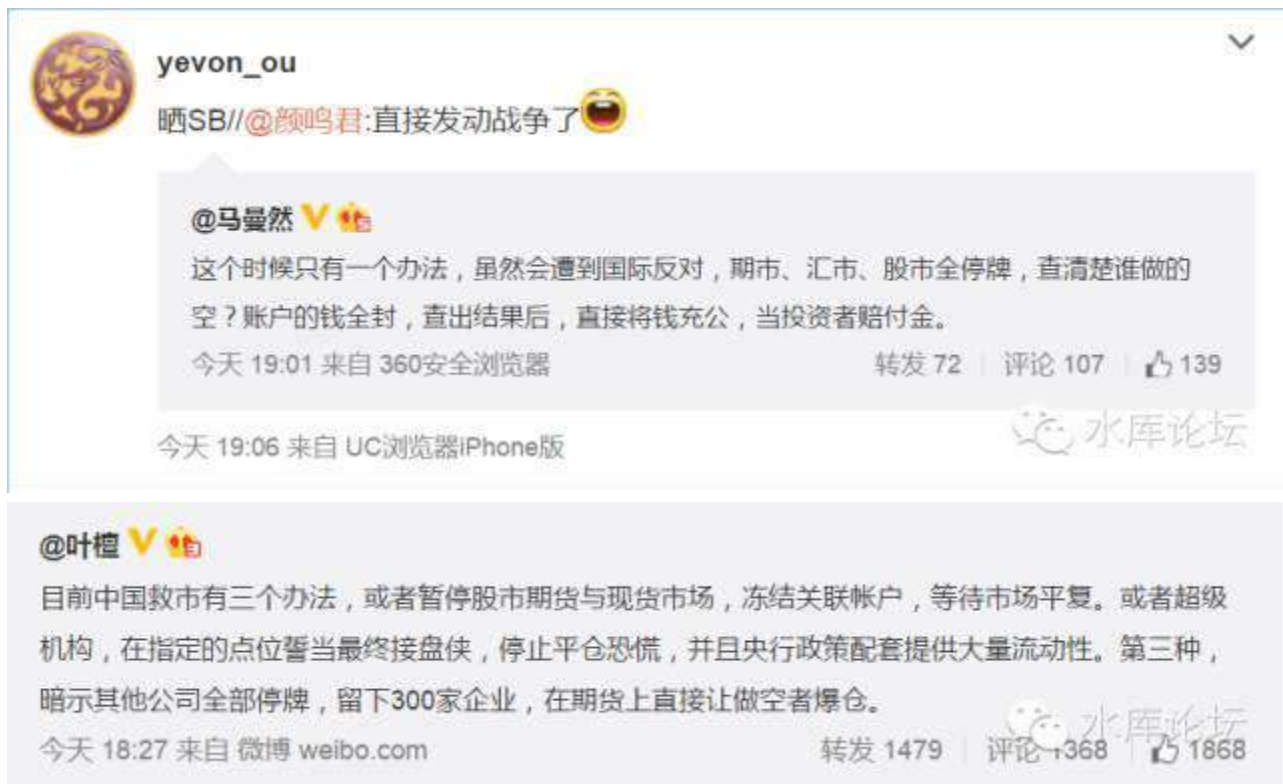 yevon_ou
晒SB//@颜鸣君:直接发动战争了
@马曼然
这个时候只有一个办法，虽然会遭到国际反对，期市、汇市、股市全停牌，查清楚谁做的
空？账户的钱全封，查出结果后，直接将钱充公，当投资者赔付金。
今天 19:01 来自 360安全浏览器 转发 72 评论 107 139
水库论坛
今天 19:06 来自 UC浏览器iPhone版
@叶檀
目前中国救市有三个办法，或者暂停股市期货与现货市场，冻结关联帐户，等待市场平复。或者超级
机构，在指定的点位誓当最终接盘侠，停止平仓恐慌，并且央行政策配套提供大量流动性。第三种，
暗示其他公司全部停牌，留下300家企业，在期货上直接让做空者爆仓。
水库论坛
今天 18:27 来自 微博 weibo.com 转发 1479 评论 1368 1868